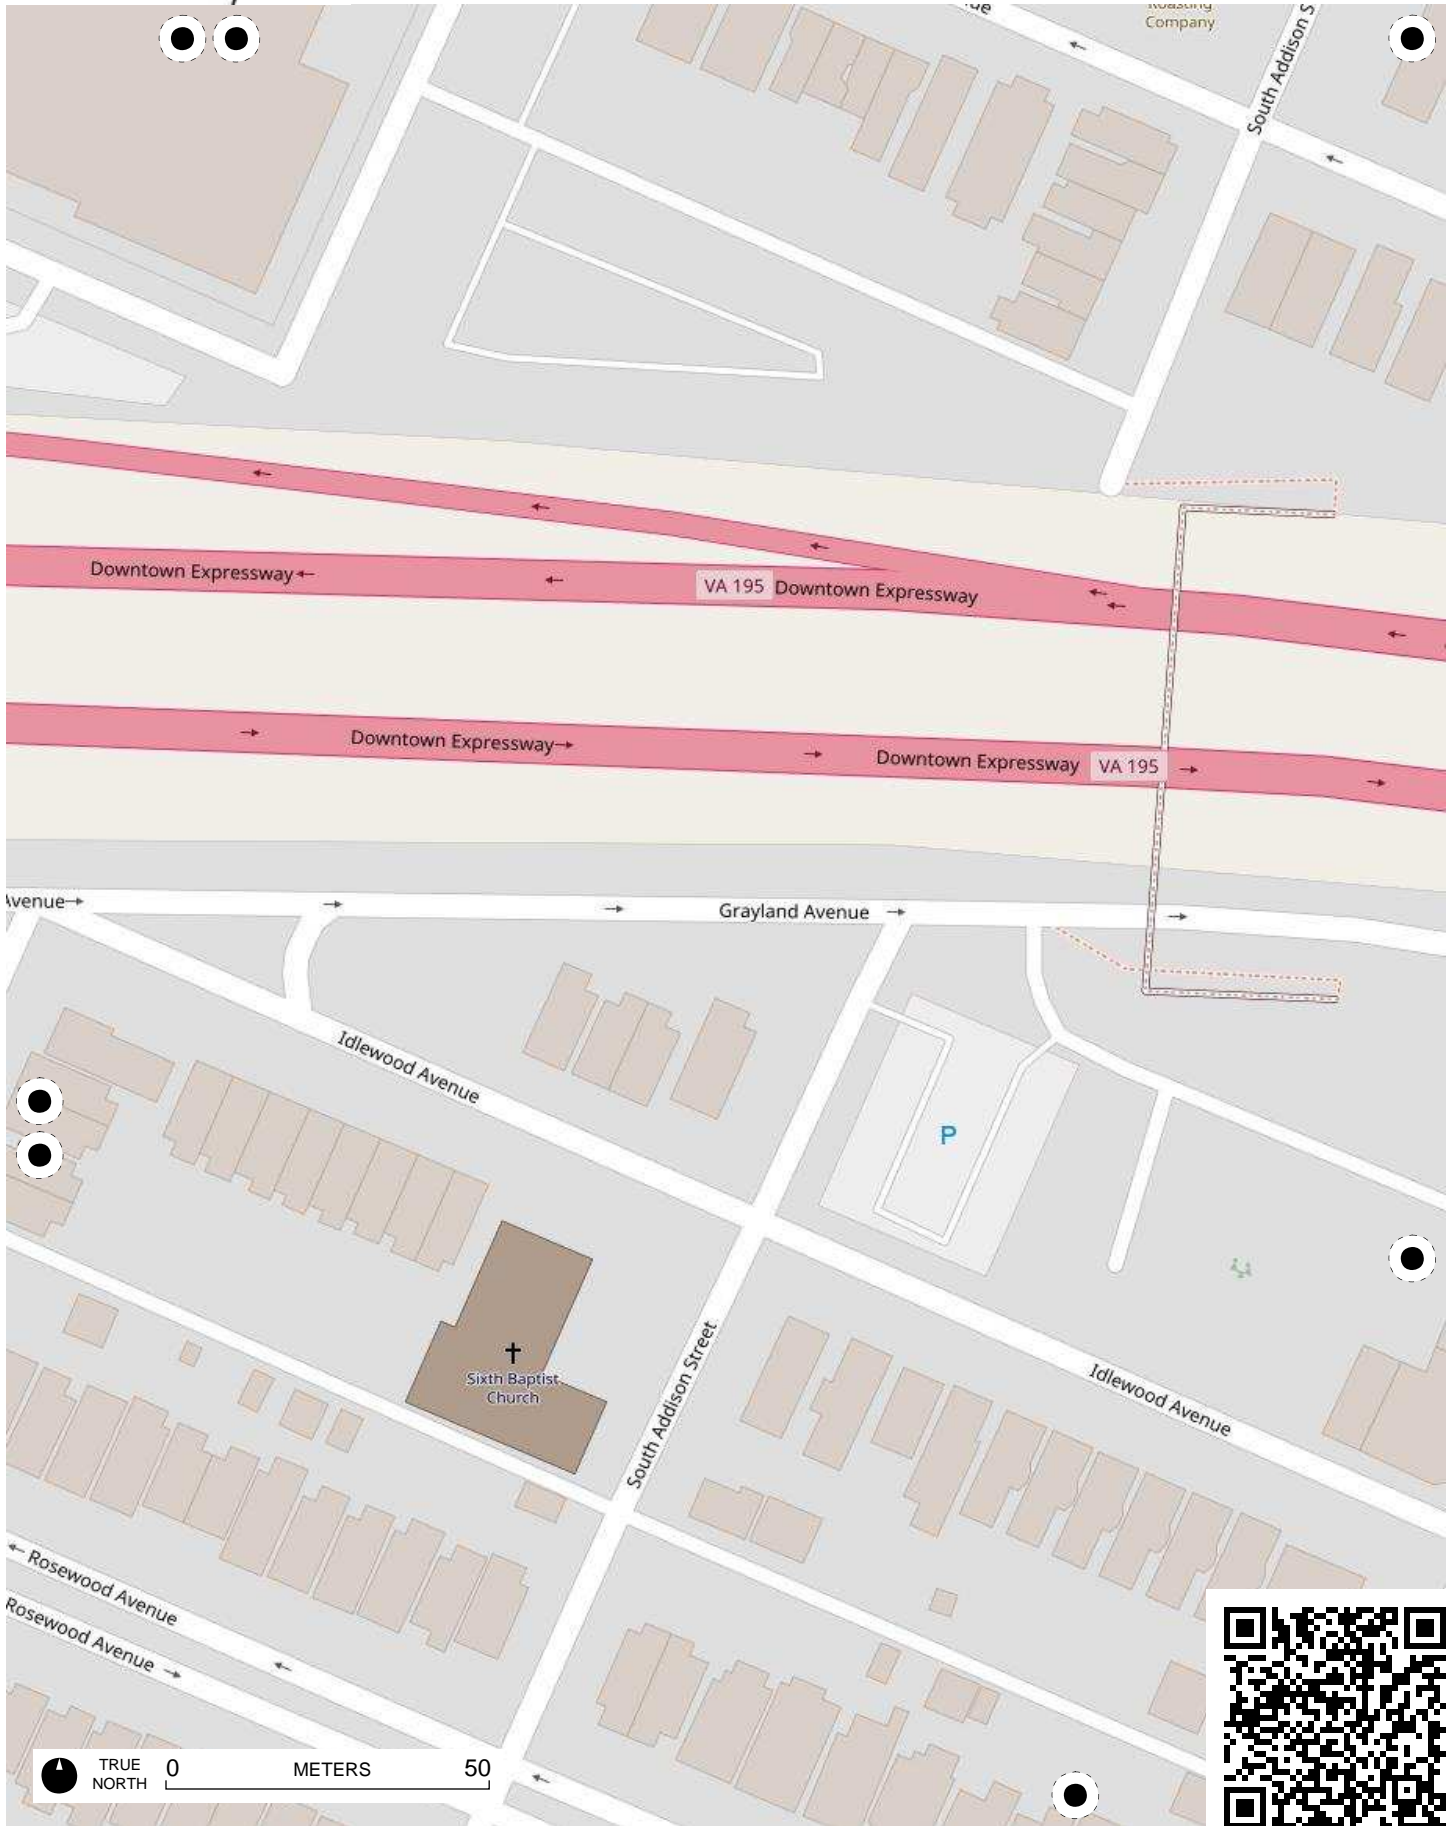 Company
South Addison S
Downtown Expressway
VA 195
Downtown Expressway
Downtown Expressway
Downtown Expressway
VA 195
Avenue
Grayland Avenue
Idlewood Avenue
P
Sixth Baptist
Church
South Addison Street
Idlewood Avenue
Rosewood Avenue
Rosewood Avenue
TRUE
NORTH
0
METERS
50